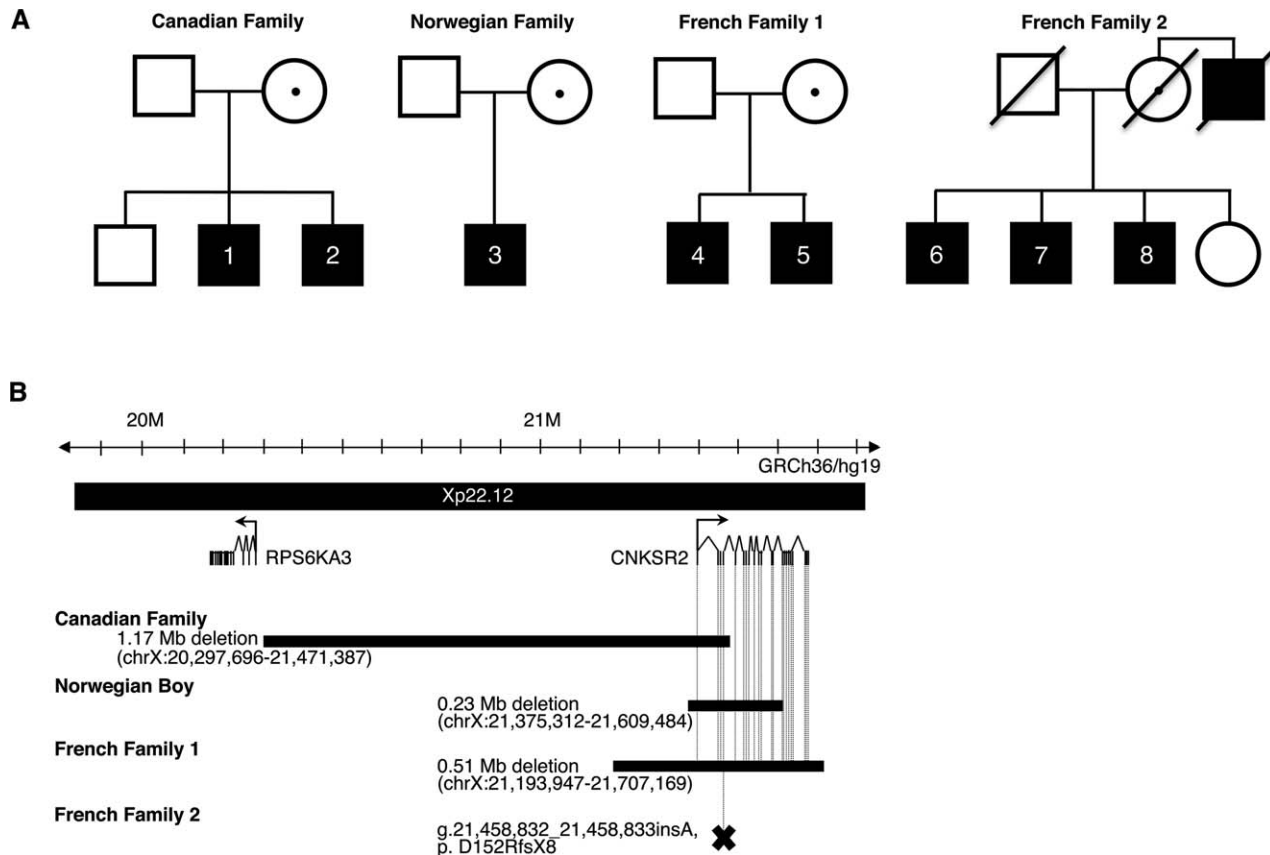 A
Canadian Family
Norwegian Family
French Family 1
French Family 2
1
2
3
4
5
6
7
8
B
20M
21M
GRCh36/hg19
Xp22.12
RPS6KA3
CNKSR2
Canadian Family
1.17 Mb deletion
(chrX:20,297,696-21,471,387)
Norwegian Boy
0.23 Mb deletion
(chrX:21,375,312-21,609,484)
French Family 1
0.51 Mb deletion
(chrX:21,193,947-21,707,169)
French Family 2
g.21,458,832_21,458,833insA,
p. D152RfsX8